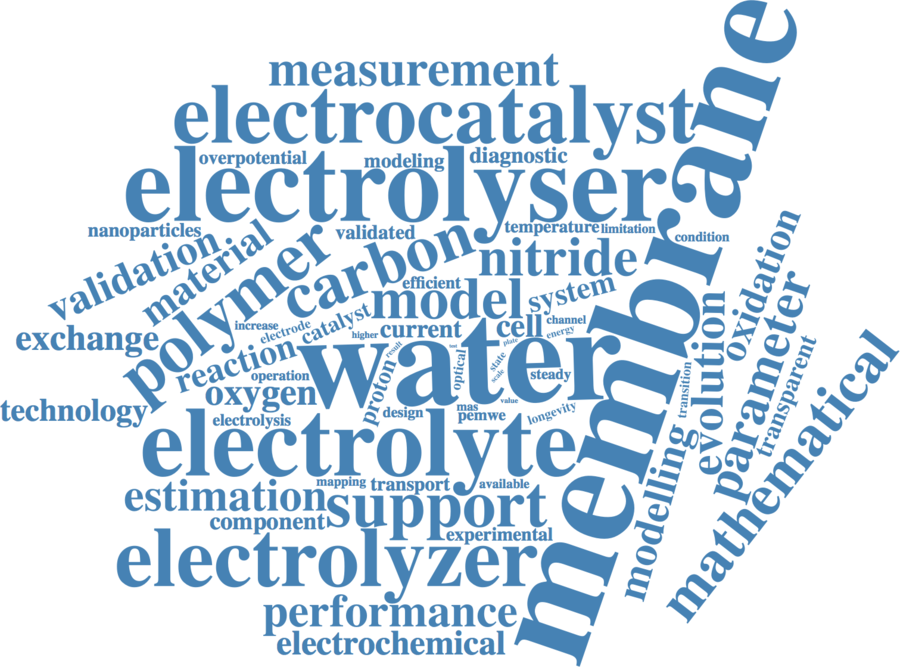 measurement
electrocatalyst
overpotential
modeling
diagnostic
electrolyser
membrane
nanoparticles
validated
temperature
limitation
condition
validation
material
polymer
carbon
nitride
efficient
model
system
oxidation
exchange
increase
electrode
catalyst
higher
current
cell
channel
energy
parameter
evolution
reaction
water
result
optical
state
plate
scale
steady
transition
transparent
mathematical
operation
oxygen
proton
value
technology
electrolysis
design
mas
pemwe
longevity
electrolyte
modelling
mapping
transport
available
estimation
support
component
experimental
electrolyzer
performance
electrochemical